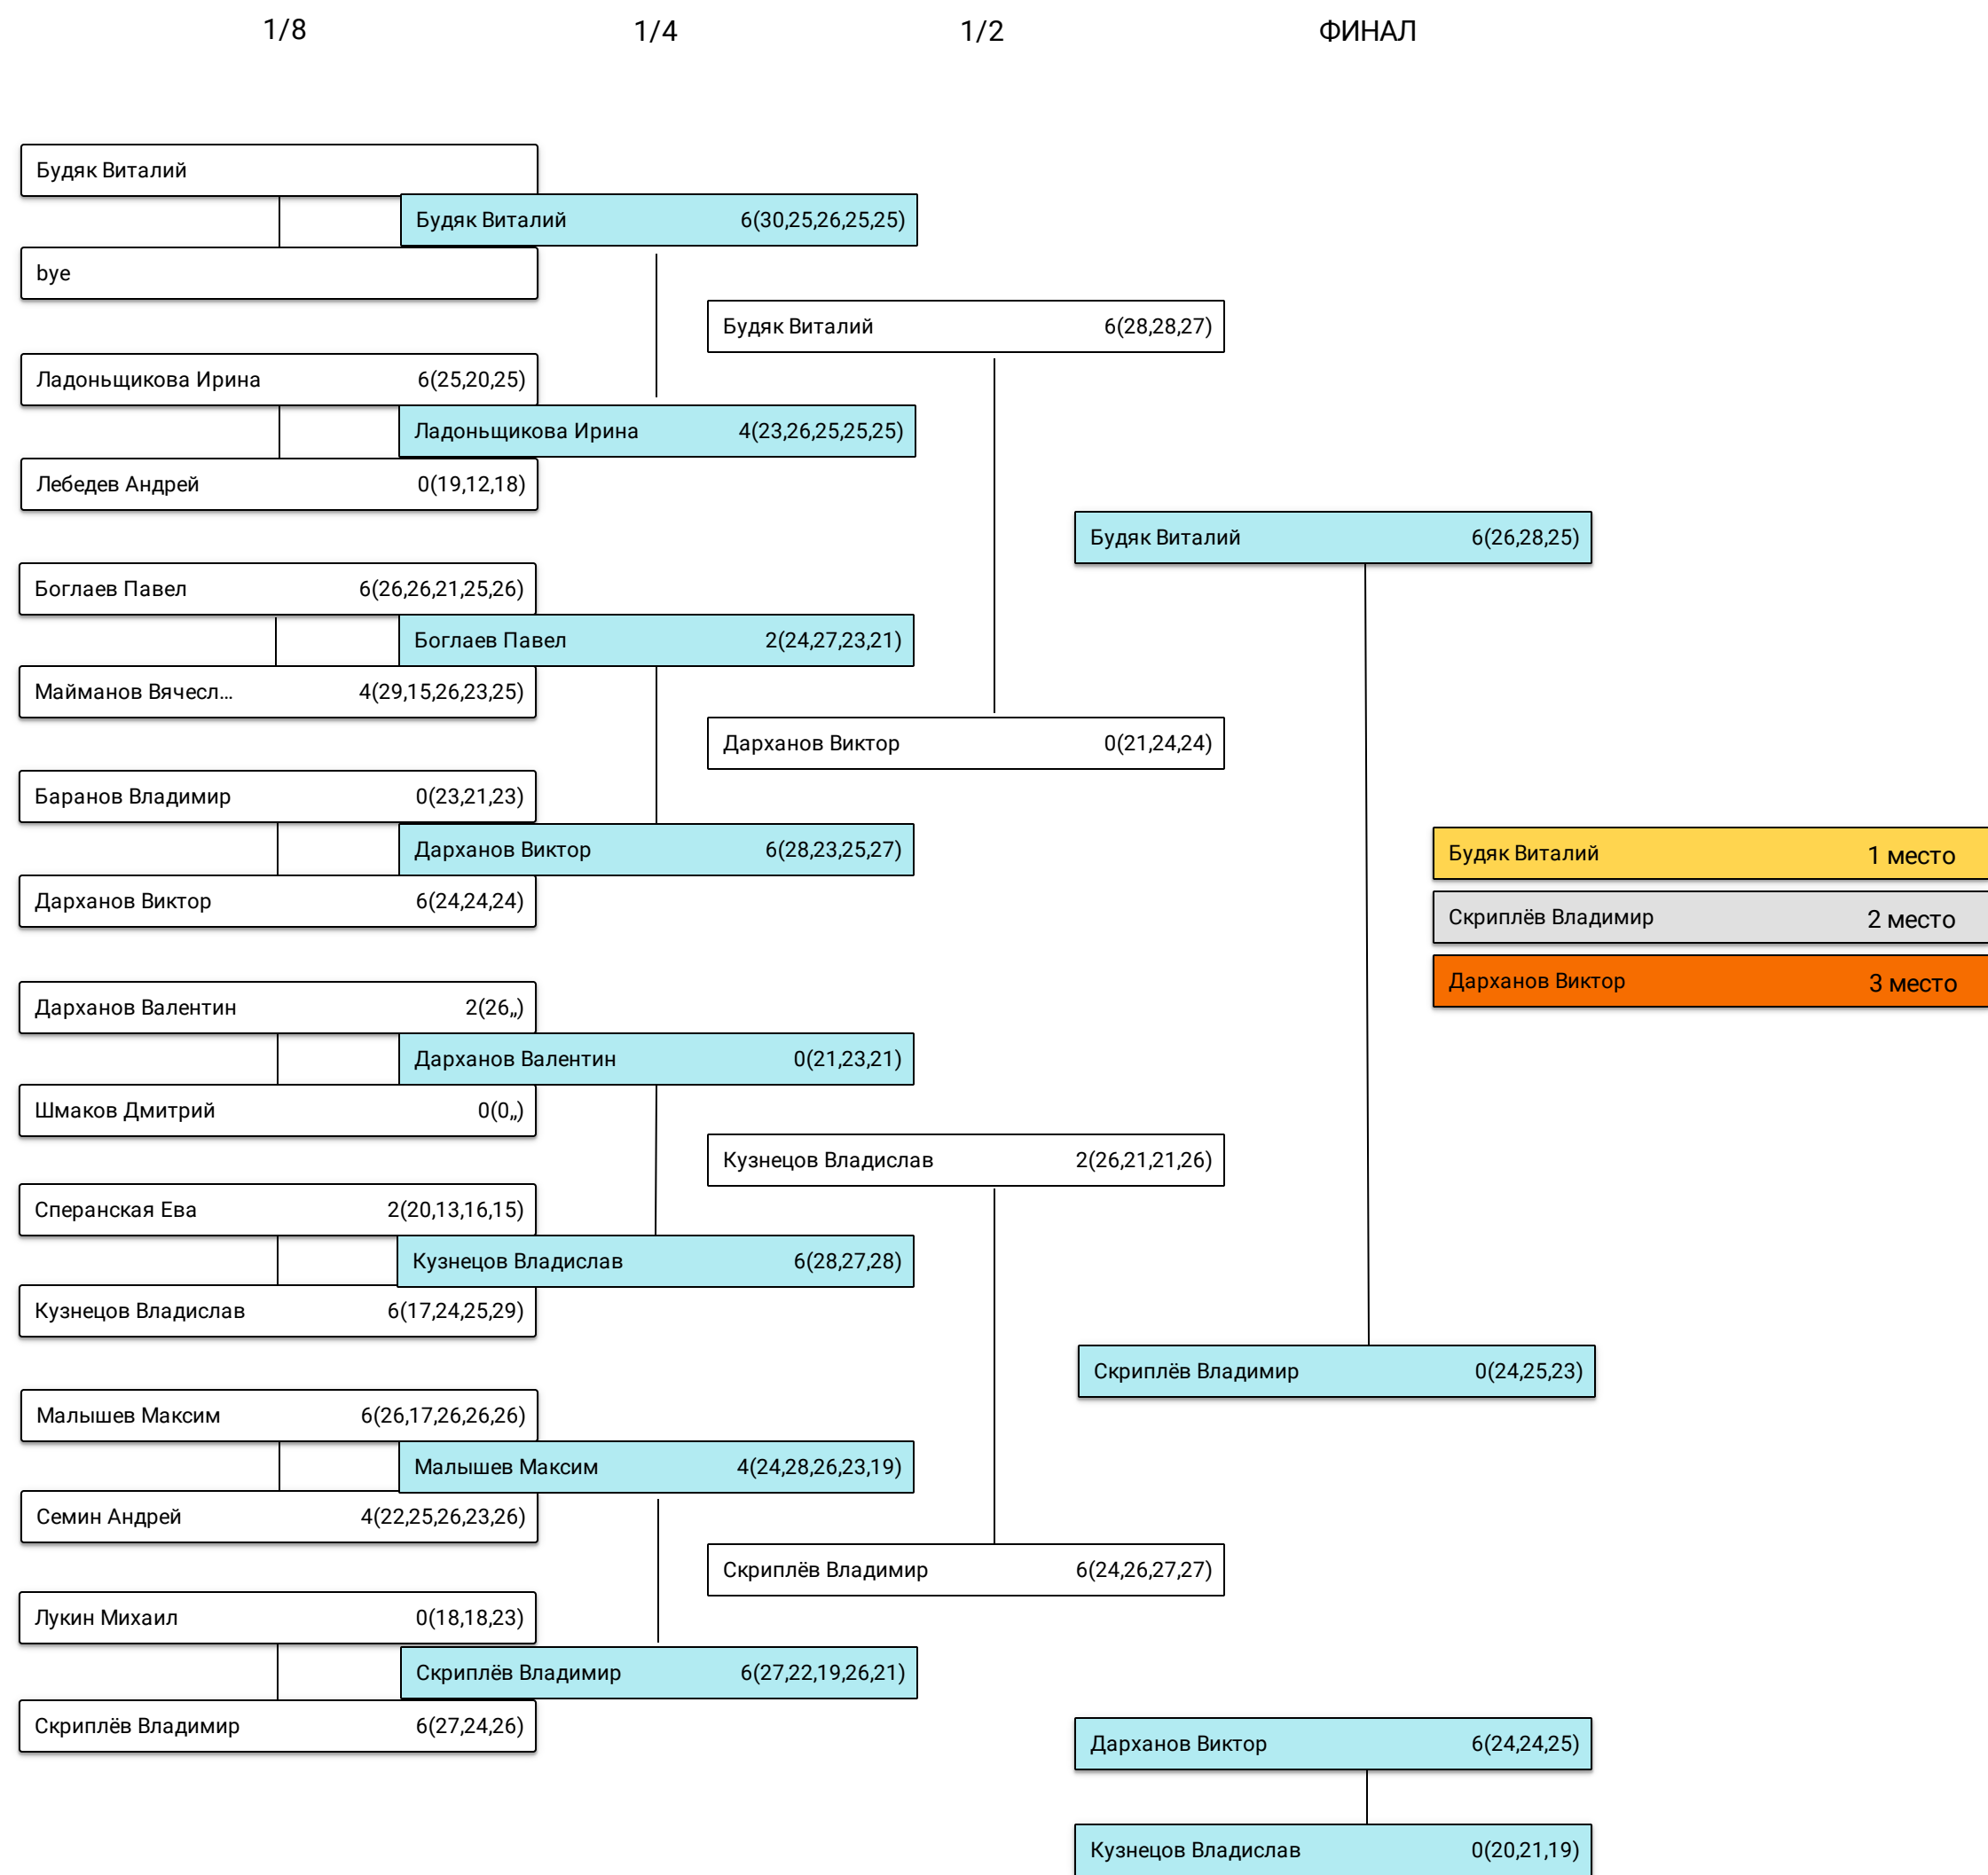 1/8 1/4 1/2 ФИНАЛ
Будяк Виталий
Будяк Виталий 6(30,25,26,25,25)
bye
Будяк Виталий 6(28,28,27)
Ладоньщикова Ирина 6(25,20,25)
Ладоньщикова Ирина 4(23,26,25,25,25)
Лебедев Андрей 0(19,12,18)
Будяк Виталий 6(26,28,25)
Боглаев Павел 6(26,26,21,25,26)
Боглаев Павел 2(24,27,23,21)
Майманов Вячесл... 4(29,15,26,23,25)
Дарханов Виктор 0(21,24,24)
Баранов Владимир 0(23,21,23)
Дарханов Виктор 6(28,23,25,27)
Будяк Виталий 1 место
Дарханов Виктор 6(24,24,24)
Скриплёв Владимир 2 место
Дарханов Виктор 3 место
Дарханов Валентин 2(26,,)
Дарханов Валентин 0(21,23,21)
Шмаков Дмитрий 0(0,,)
Кузнецов Владислав 2(26,21,21,26)
Сперанская Ева 2(20,13,16,15)
Кузнецов Владислав 6(28,27,28)
Кузнецов Владислав 6(17,24,25,29)
Скриплёв Владимир 0(24,25,23)
Малышев Максим 6(26,17,26,26,26)
Малышев Максим 4(24,28,26,23,19)
Семин Андрей 4(22,25,26,23,26)
Скриплёв Владимир 6(24,26,27,27)
Лукин Михаил 0(18,18,23)
Скриплёв Владимир 6(27,22,19,26,21)
Скриплёв Владимир 6(27,24,26)
Дарханов Виктор 6(24,24,25)
Кузнецов Владислав 0(20,21,19)